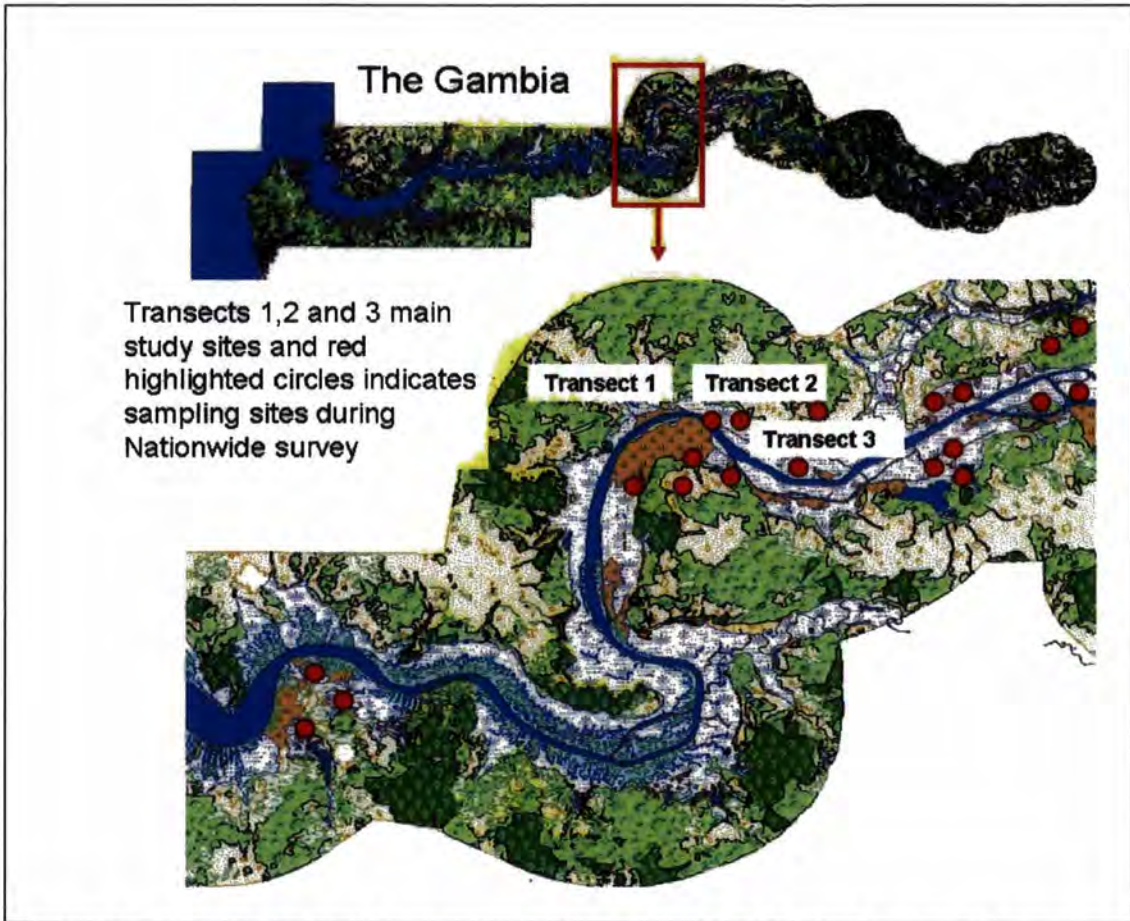 The Gambia
Transects 1,2 and 3 main
study sites and red
highlighted circles indicates
sampling sites during
Nationwide survey
Transect 1
Transect 2
Transect 3